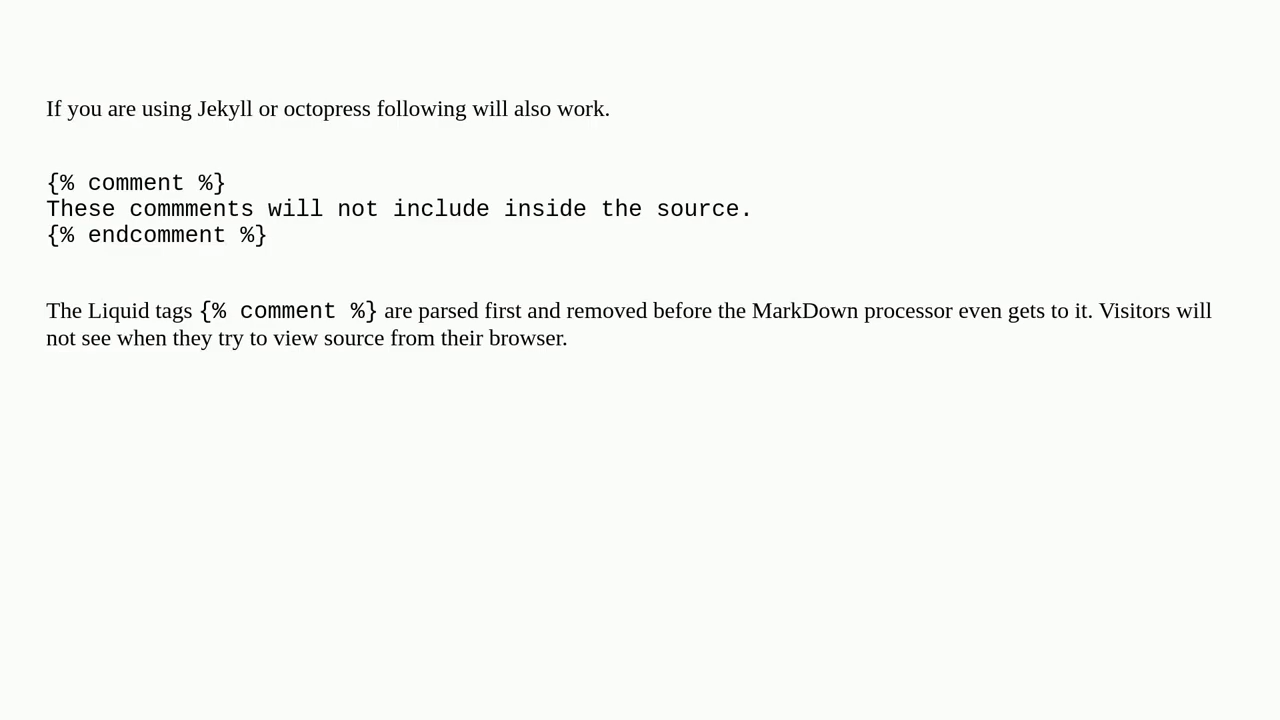 If you are using Jekyll or octopress following will also work.
{% comment %}
These commments will not include inside the source.
{% endcomment %}
The Liquid tags {% comment %} are parsed first and removed before the MarkDown processor even gets to it. Visitors will
not see when they try to view source from their browser.